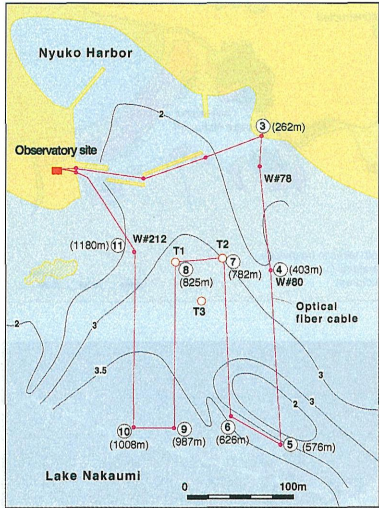 Nyuko Harbor
2
3 (262m)
Observatory site
W#78
W#212
(1180m) 11
T1
T2
8
(825m)
7
(782m)
4 (403m)
W#80
T3
Optical
fiber cable
2
3
3.5
3
3
2
3
10
(1008m)
9
(987m)
6
(626m)
5
(576m)
Lake Nakaumi
0 100m